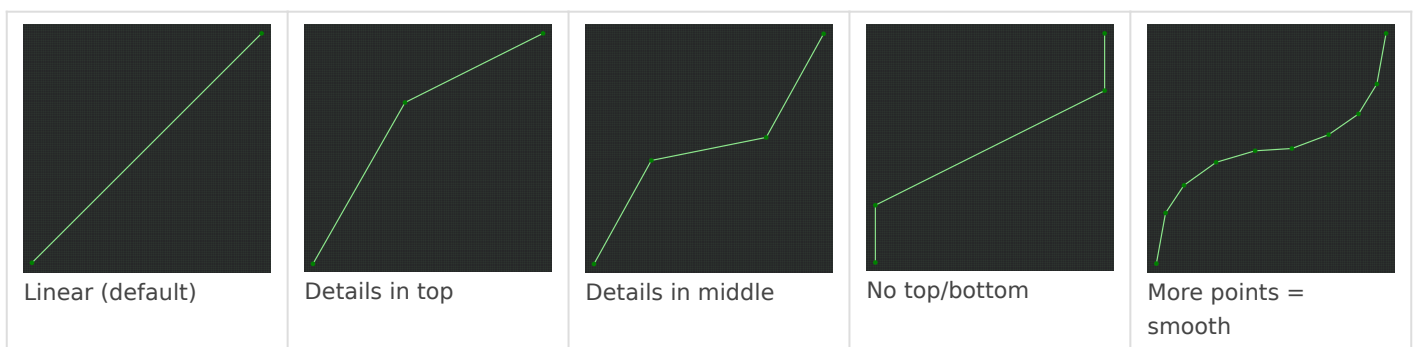 Linear (default)
Details in top
Details in middle
No top/bottom
More points =
smooth